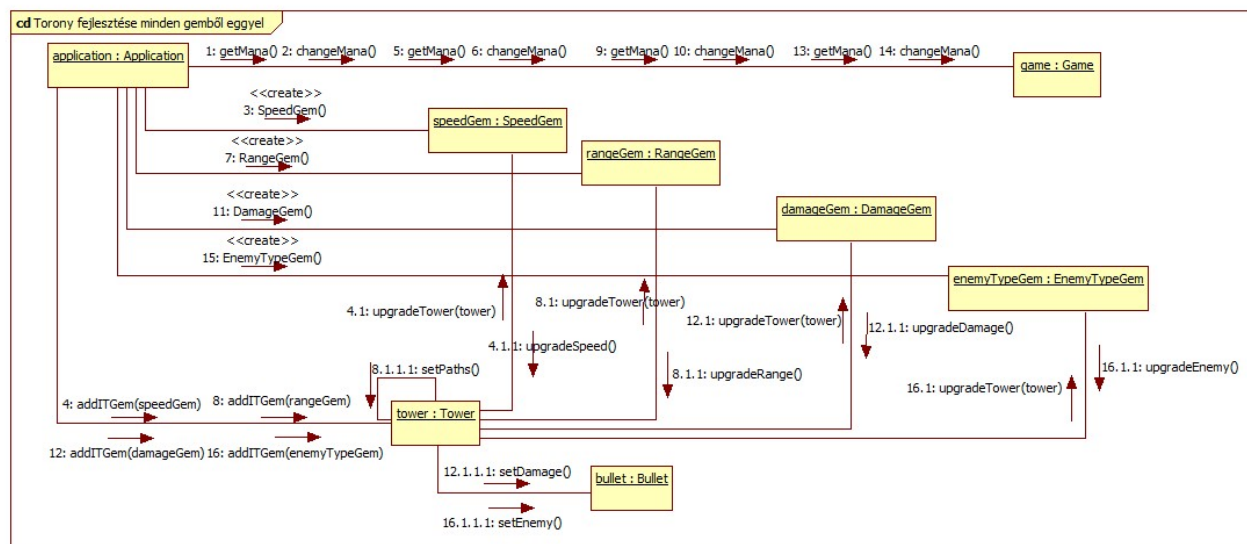 cd Torony fejlesztése minden gemből eggyel
application : Application
1: getMana()
2: changeMana()
5: getMana()
6: changeMana()
9: getMana()
10: changeMana()
13: getMana()
14: changeMana()
game : Game
<<create>>
3: SpeedGem()
speedGem : SpeedGem
<<create>>
7: RangeGem()
rangeGem : RangeGem
<<create>>
11: DamageGem()
damageGem : DamageGem
<<create>>
15: EnemyTypeGem()
enemyTypeGem : EnemyTypeGem
4.1: upgradeTower(tower)
8.1: upgradeTower(tower)
12.1: upgradeTower(tower)
12.1.1: upgradeDamage()
4.1.1: upgradeSpeed()
8.1.1.1: setPaths()
8.1.1: upgradeRange()
16.1.1: upgradeEnemy()
16.1: upgradeTower(tower)
4: addITGem(speedGem)
8: addITGem(rangeGem)
tower : Tower
12: addITGem(damageGem)
16: addITGem(enemyTypeGem)
12.1.1.1: setDamage()
bullet : Bullet
16.1.1.1: setEnemy()